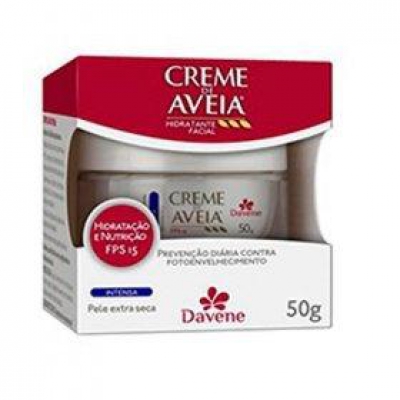 CREME
DE
AVEIA
HIDRATANTE
FACIAL
CREME
AVEIA
Davene
50g
HIDRATAÇÃO
E NUTRIÇÃO
FPS 15
PREVENÇÃO DIÁRIA CONTRA
FOTOENVELHECIMENTO
INTENSA
Pele extra seca
Davene
50g